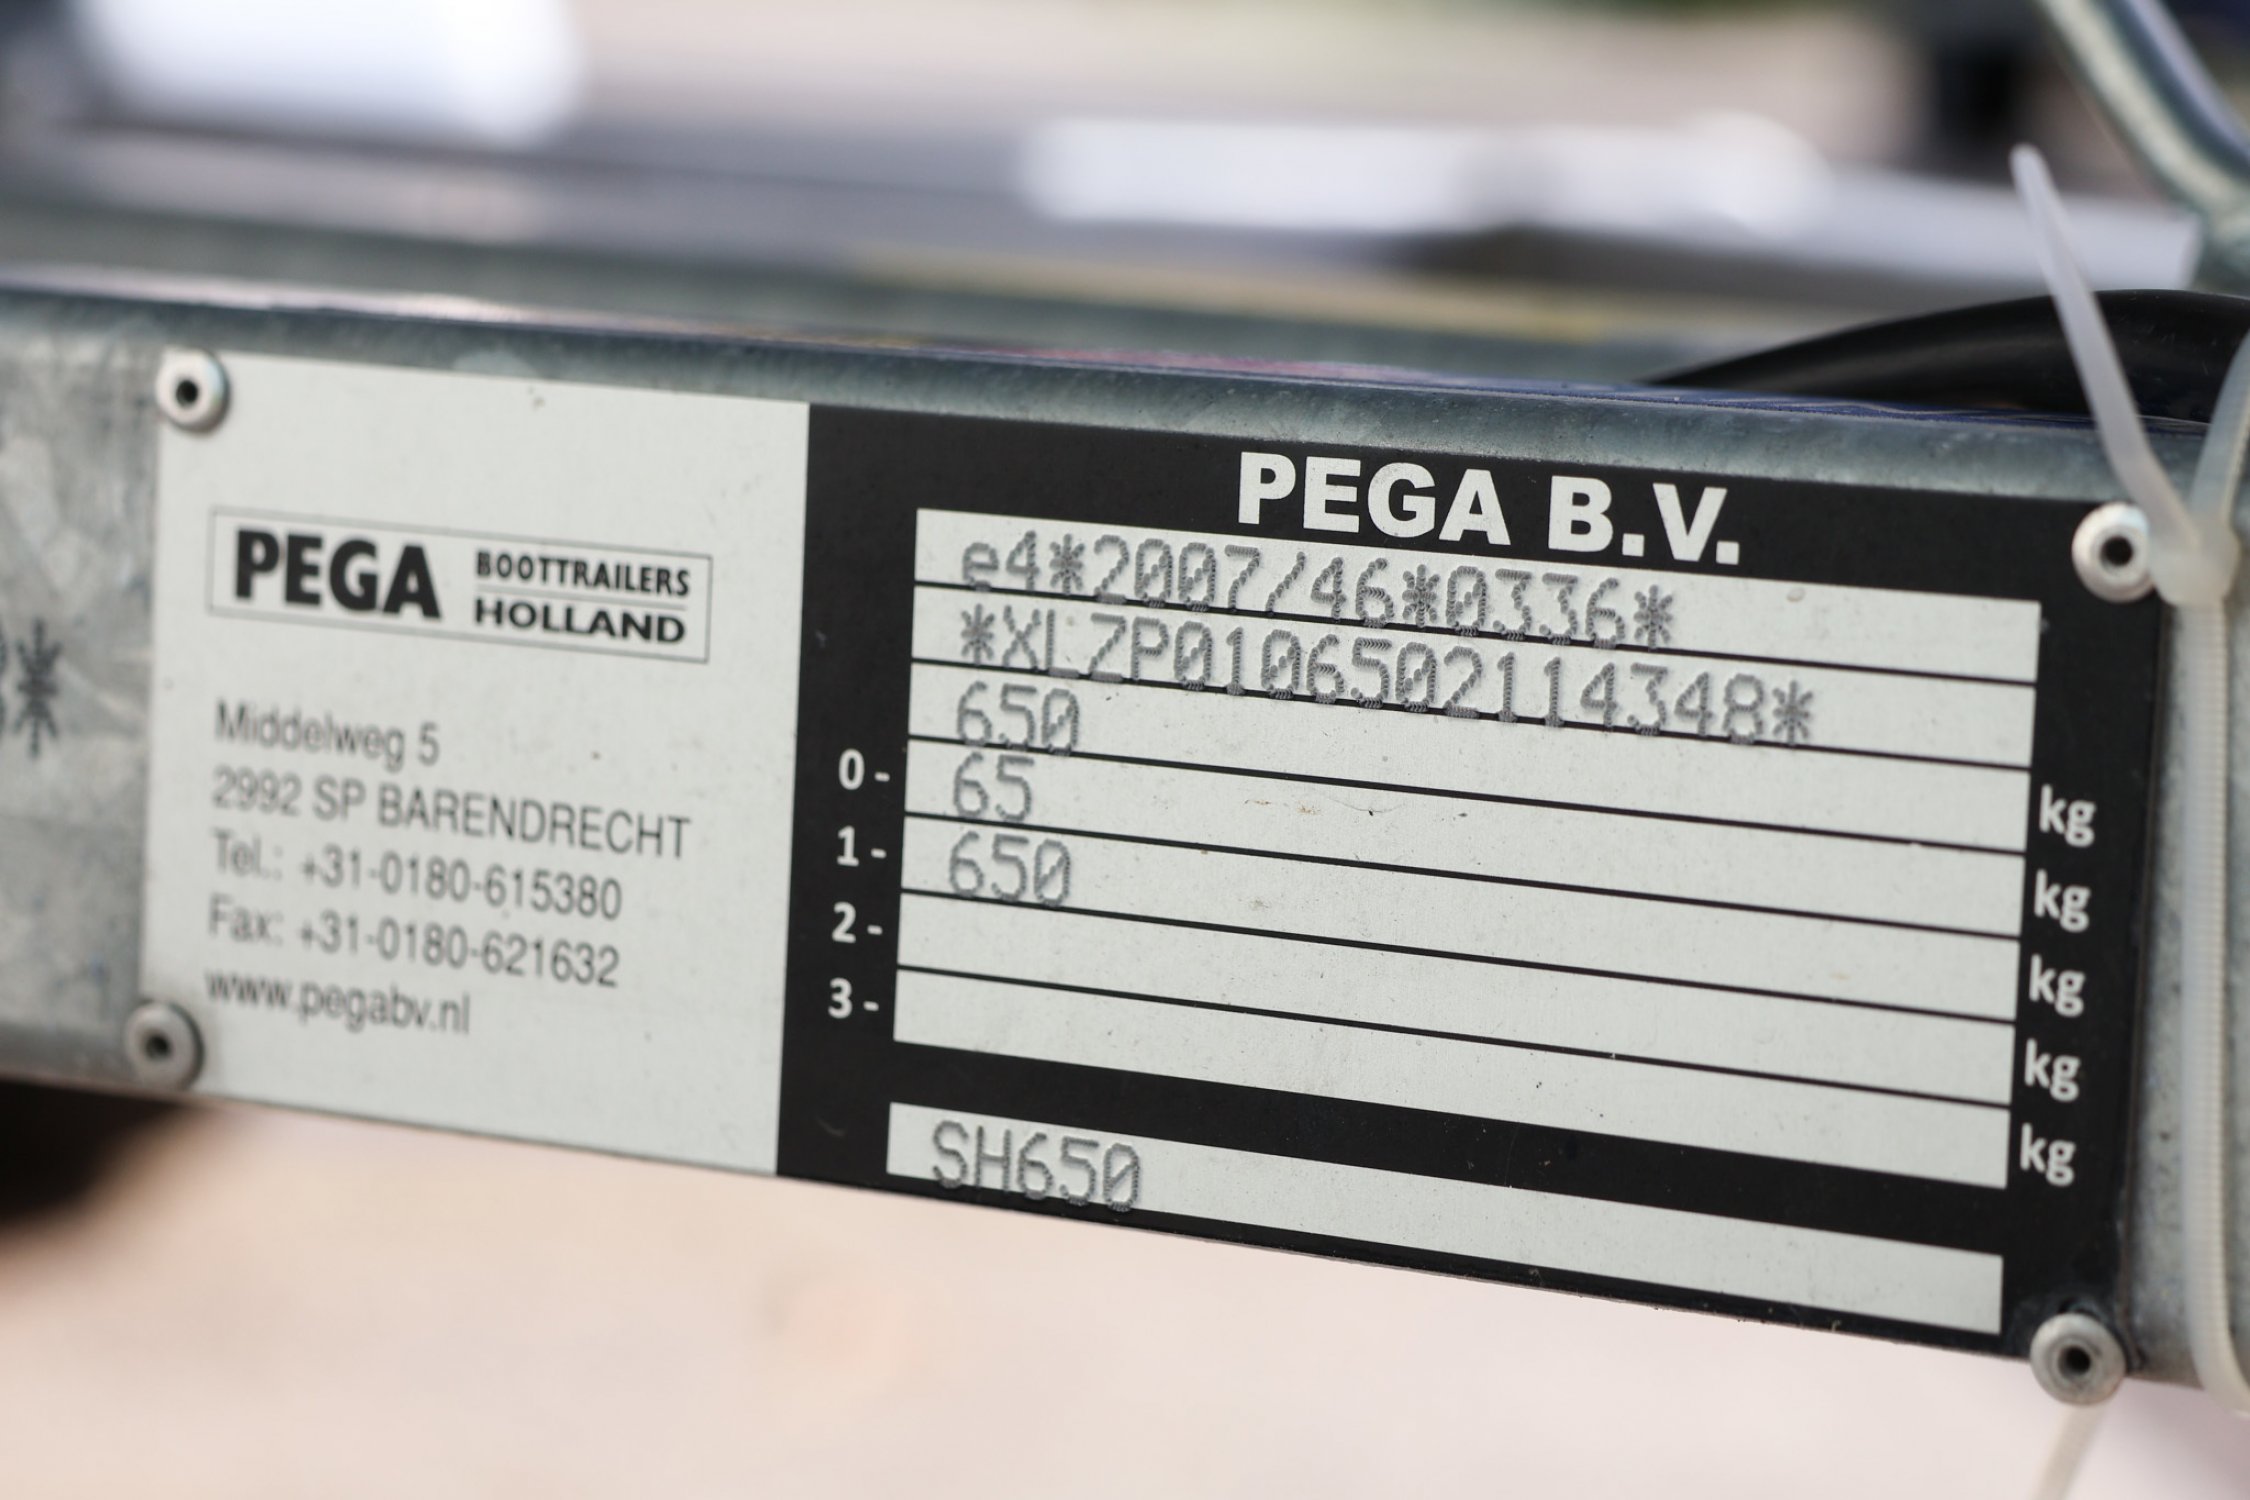 PEGA BOOTTRAILERS
HOLLAND
Middelweg 5
2992 SP BARENDRECHT
Tel.: +31-0180-615380
Fax: +31-0180-621632
www.pegabv.nl
PEGA B.V.
e4*2007/46*0336*
*XLZP0106502114348*
650 kg
0- 65 kg
1- 650 kg
2- kg
3- kg
SH650